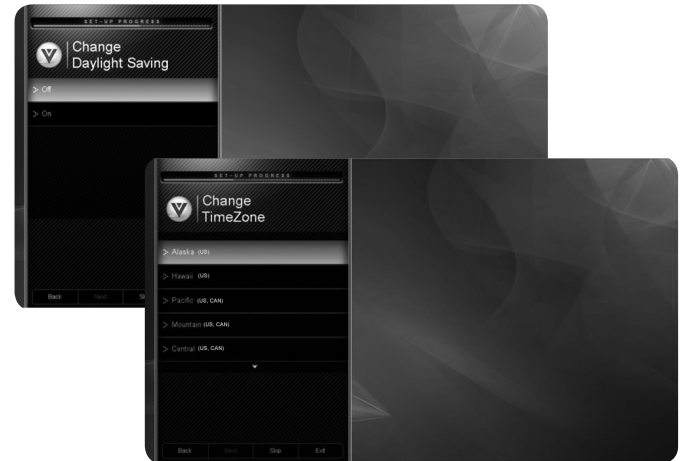 SET-UP PROGRESS
Change
Daylight Saving
> Off
> On
Back Next
SET-UP PROGRESS
Change
TimeZone
> Alaska (US)
> Hawaii (US)
> Pacific (US, CAN)
> Mountain (US, CAN)
> Central (US, CAN)
Back Next Skip Exit